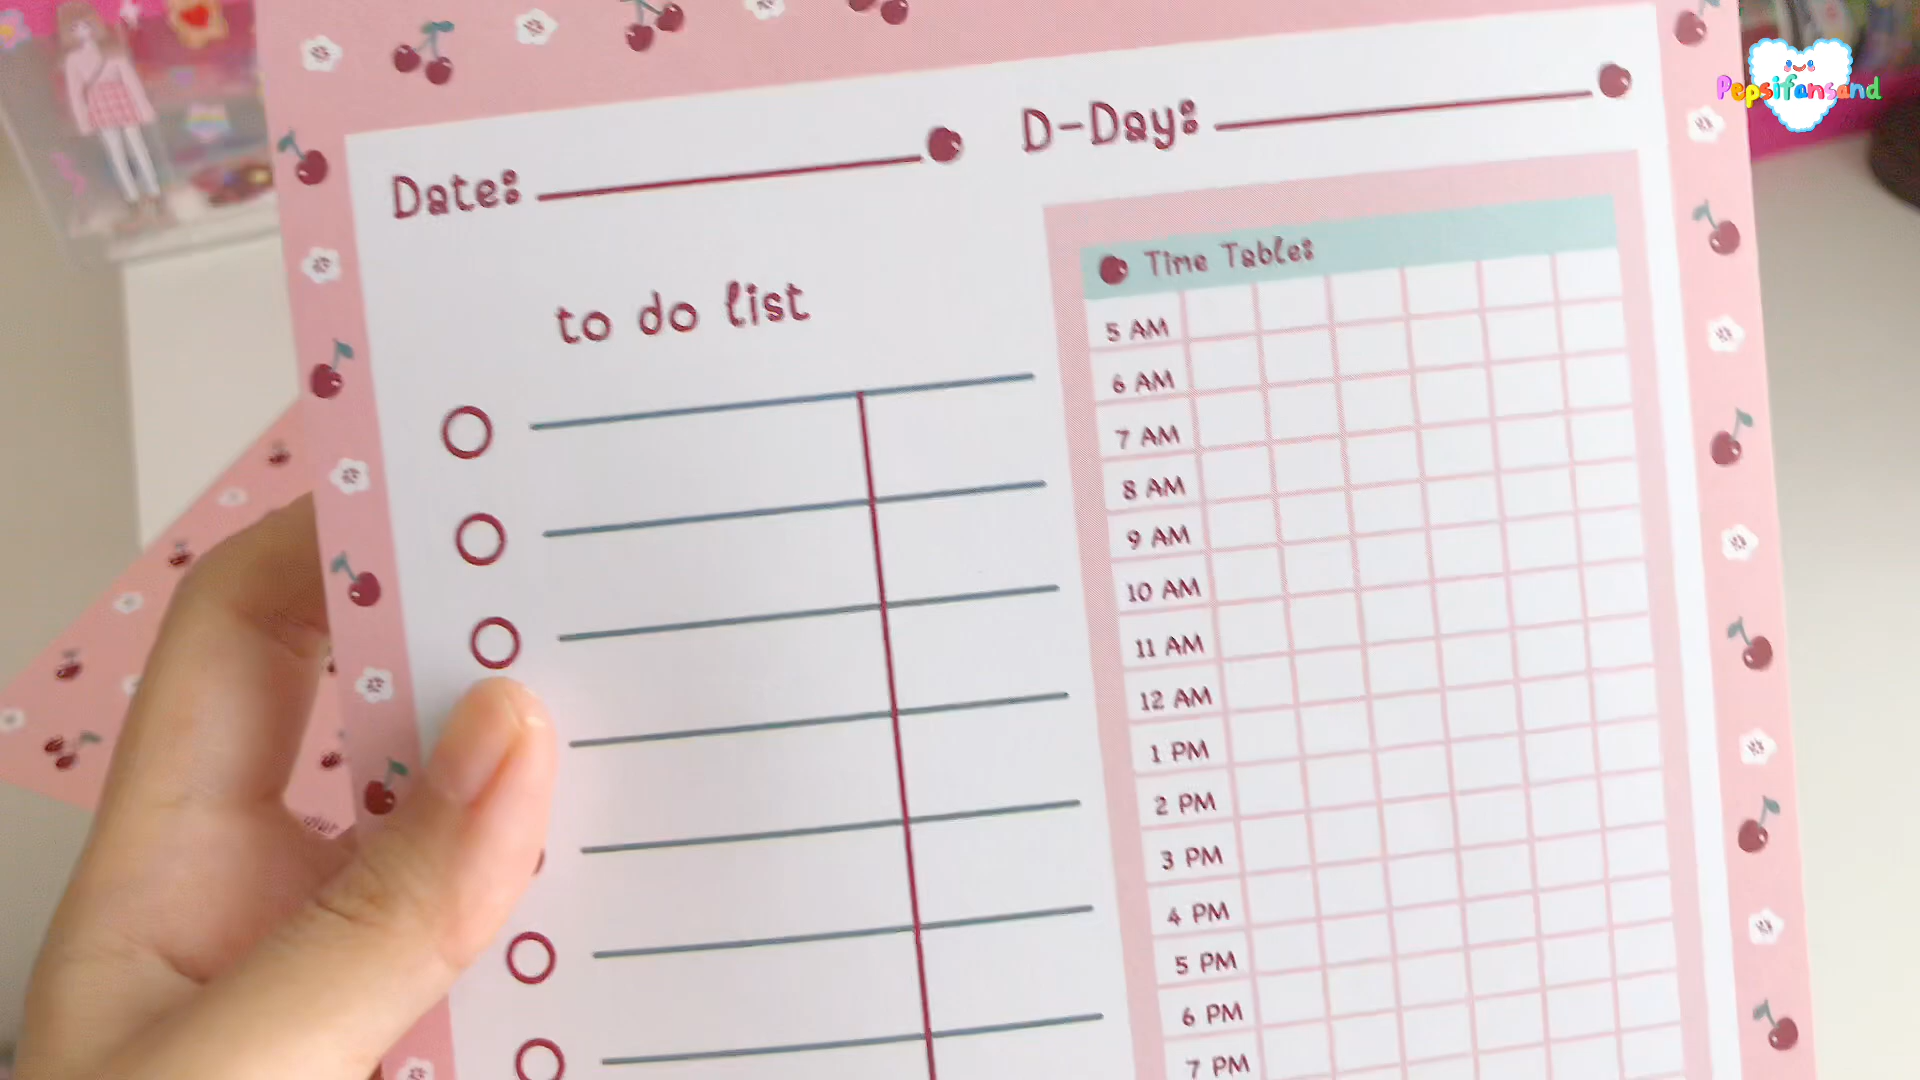 Pepsifansand
Date:
D-Day:
to do list
Time Table:
5 AM
6 AM
7 AM
8 AM
9 AM
10 AM
11 AM
12 AM
1 PM
2 PM
3 PM
4 PM
5 PM
6 PM
7 PM